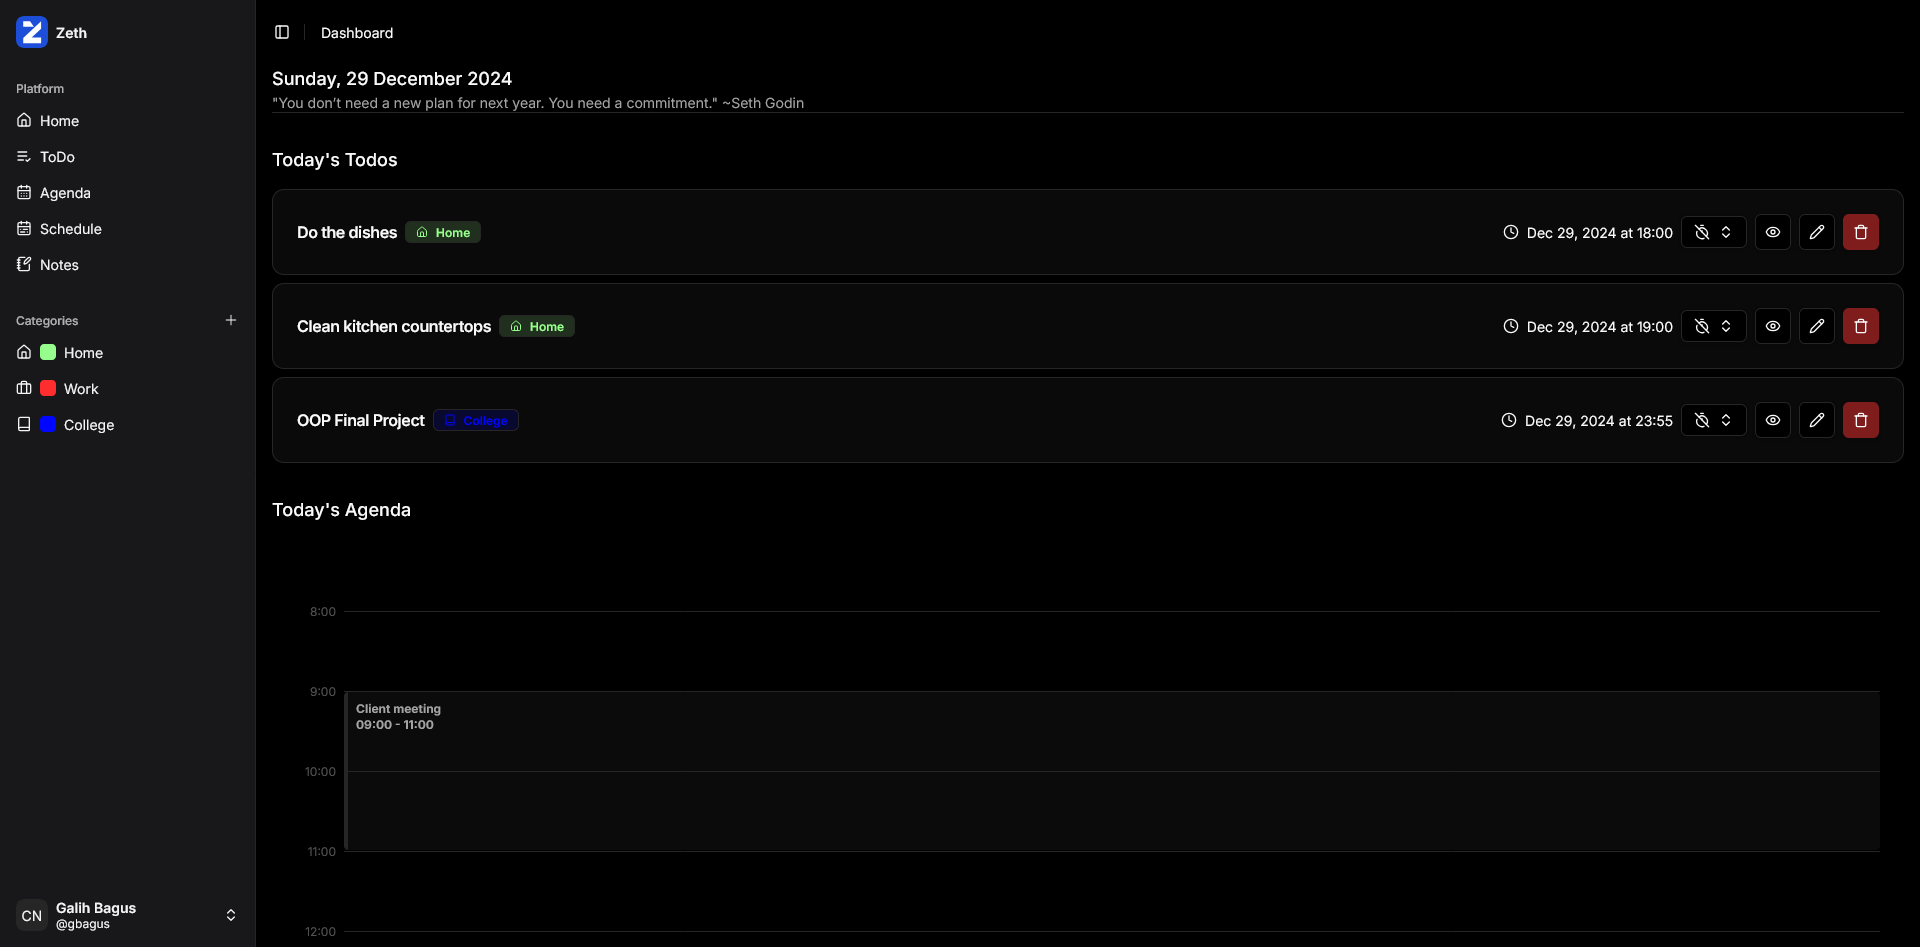 Zeth
Platform
Home
ToDo
Agenda
Schedule
Notes
Categories
Home
Work
College
CN
Galih Bagus
@gbagus
Dashboard
Sunday, 29 December 2024
"You don’t need a new plan for next year. You need a commitment." ~Seth Godin
Today's Todos
Do the dishes Home Dec 29, 2024 at 18:00
Clean kitchen countertops Home Dec 29, 2024 at 19:00
OOP Final Project College Dec 29, 2024 at 23:55
Today's Agenda
8:00
9:00
Client meeting
09:00 - 11:00
10:00
11:00
12:00